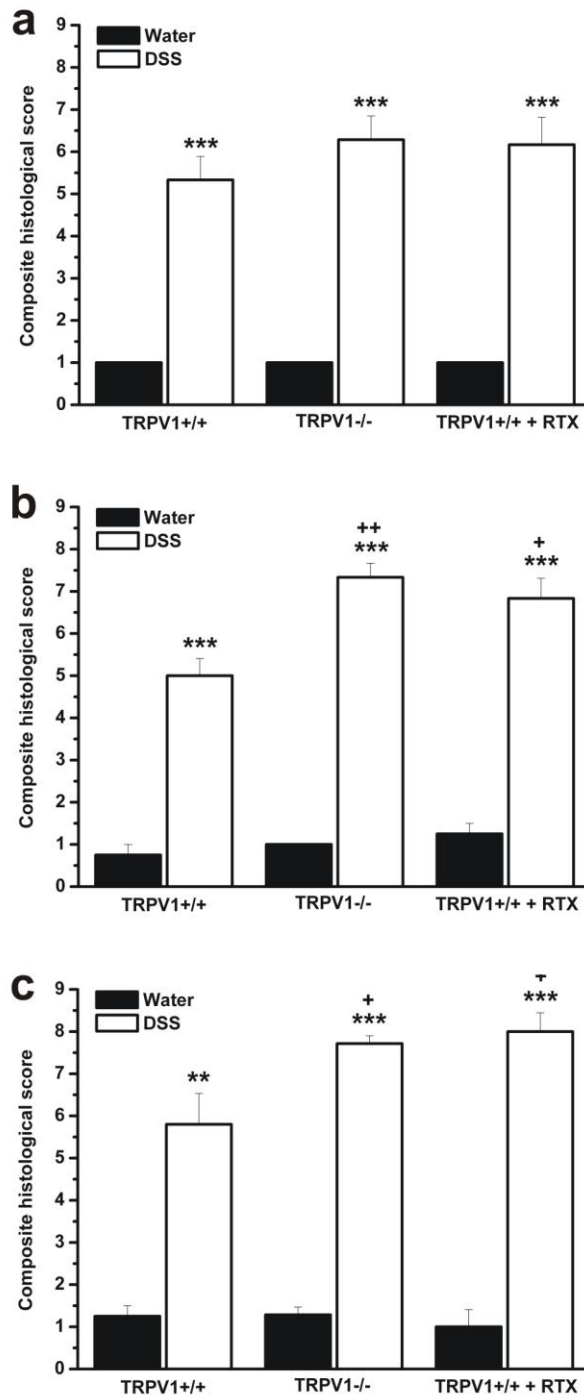 a
Water
DSS
Composite histological score
9
8
7
6
5
4
3
2
1
0
***
***
***
TRPV1+/+
TRPV1-/-
TRPV1+/+ + RTX
b
Water
DSS
Composite histological score
9
8
7
6
5
4
3
2
1
0
***
++
***
+
***
TRPV1+/+
TRPV1-/-
TRPV1+/+ + RTX
c
Water
DSS
Composite histological score
9
8
7
6
5
4
3
2
1
0
**
+
***
+
***
TRPV1+/+
TRPV1-/-
TRPV1+/+ + RTX